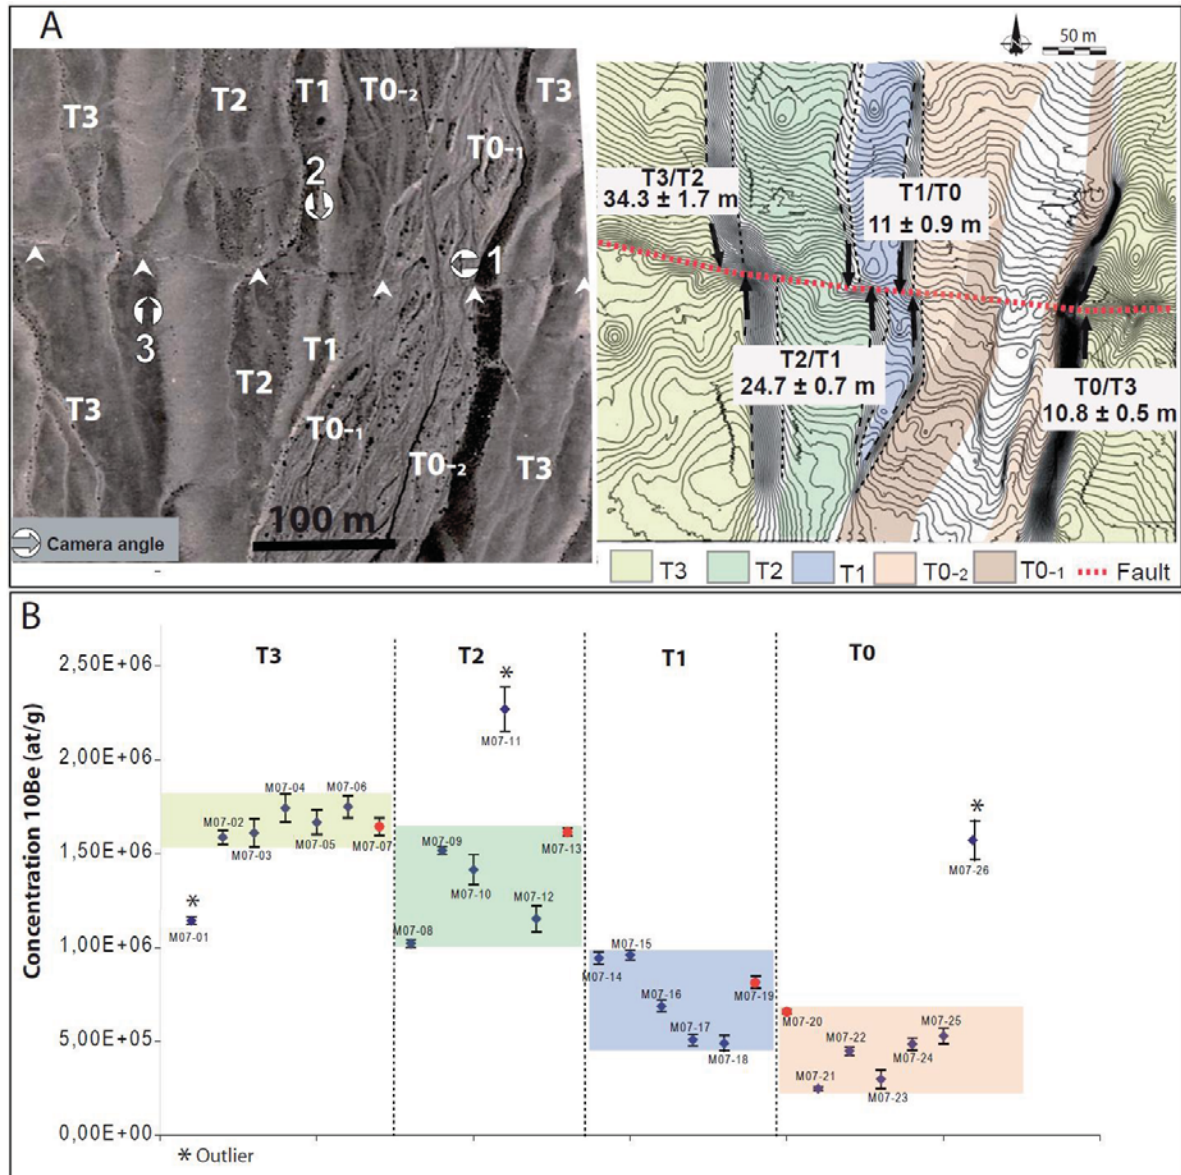 A
50 m
T3
T2
T1
T0-2
T3
T0-1
2
1
3
T1
T2
T3
T0-1
T0-2
T3
100 m
Camera angle
T3/T2
34.3 ± 1.7 m
T1/T0
11 ± 0.9 m
T2/T1
24.7 ± 0.7 m
T0/T3
10.8 ± 0.5 m
T3 T2 T1 T0-2 T0-1 Fault
B
T3 T2 T1 T0
Concentration 10Be (at/g)
2,50E+06
2,00E+06
1,50E+06
1,00E+06
5,00E+05
0,00E+00
*
M07-01
M07-02
M07-03
M07-04
M07-05
M07-06
M07-07
M07-08
M07-09
M07-10
*
M07-11
M07-12
M07-13
M07-14
M07-15
M07-16
M07-17
M07-18
M07-19
M07-20
M07-21
M07-22
M07-23
M07-24
M07-25
*
M07-26
* Outlier